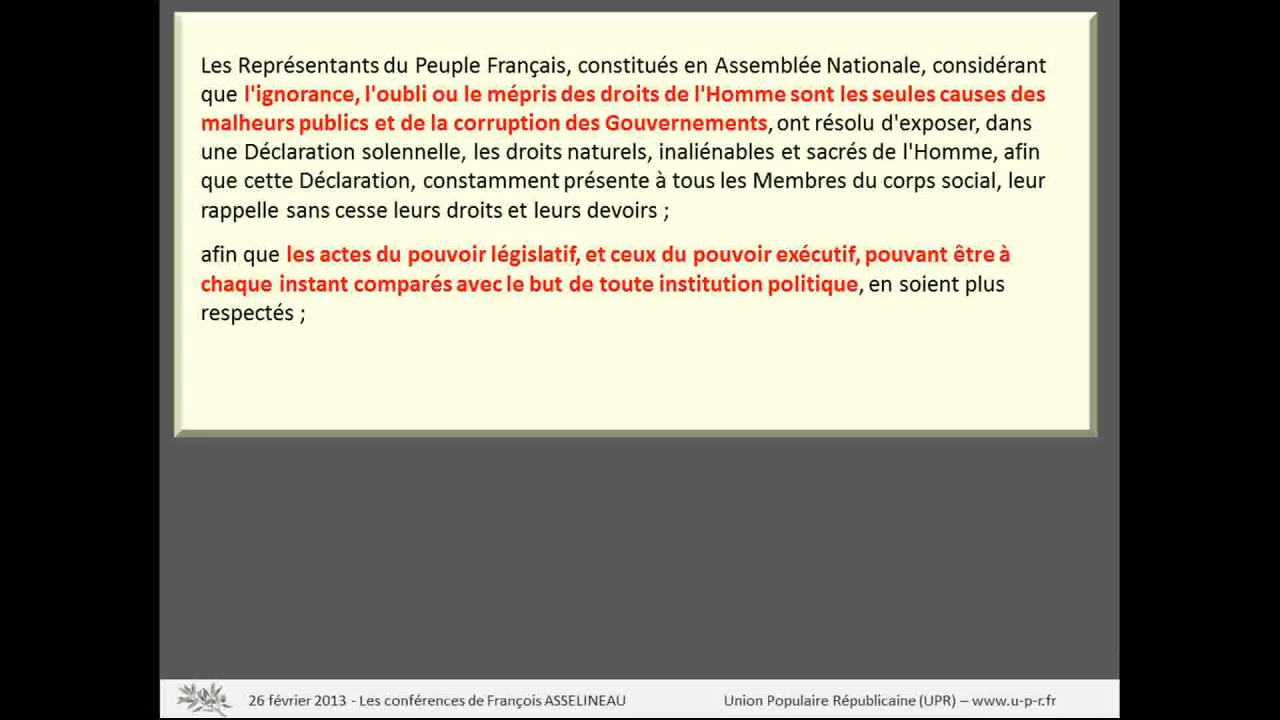 Les Représentants du Peuple Français, constitués en Assemblée Nationale, considérant
que l'ignorance, l'oubli ou le mépris des droits de l'Homme sont les seules causes des
malheurs publics et de la corruption des Gouvernements, ont résolu d'exposer, dans
une Déclaration solennelle, les droits naturels, inaliénables et sacrés de l'Homme, afin
que cette Déclaration, constamment présente à tous les Membres du corps social, leur
rappelle sans cesse leurs droits et leurs devoirs ;
afin que les actes du pouvoir législatif, et ceux du pouvoir exécutif, pouvant être à
chaque instant comparés avec le but de toute institution politique, en soient plus
respectés ;
26 février 2013 - Les conférences de François ASSELINEAU
Union Populaire Républicaine (UPR) – www.u-p-r.fr